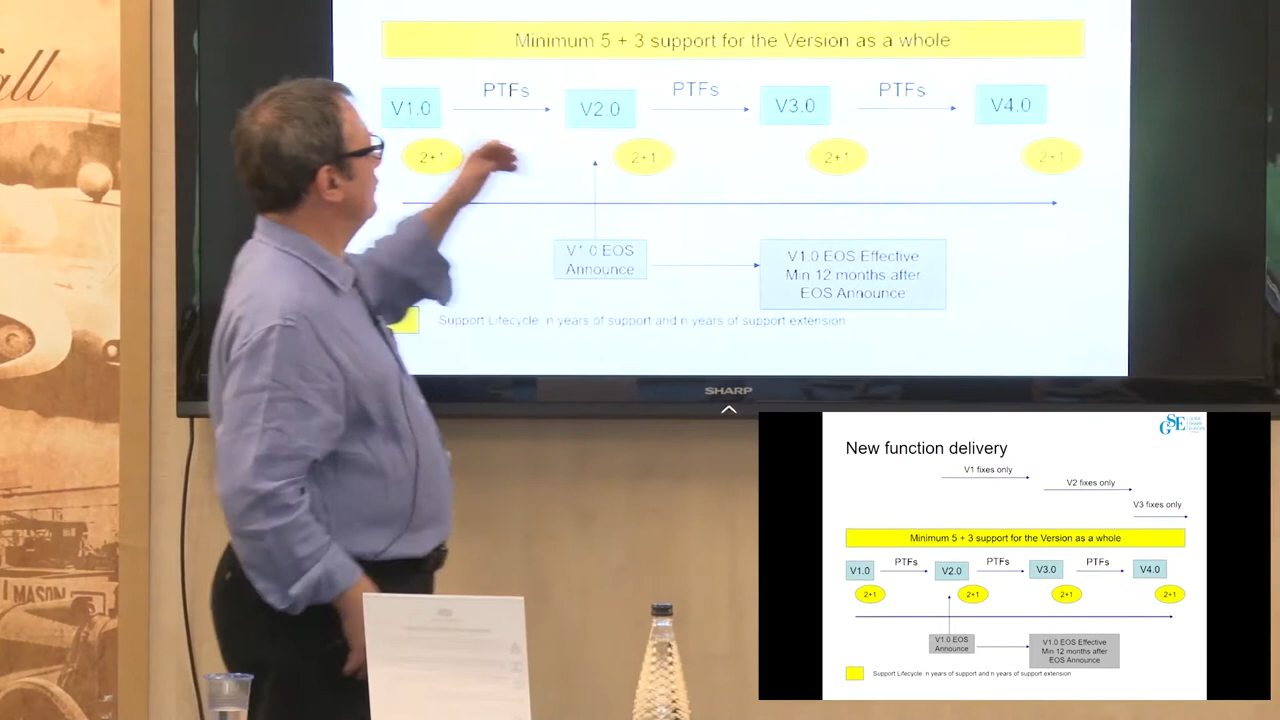 all
Minimum 5 + 3 support for the Version as a whole
V1.0
PTFs
V2.0
PTFs
V3.0
PTFs
V4.0
2+1
2+1
2+1
2+1
V1.0 EOS
Announce
V1.0 EOS Effective
Min 12 months after
EOS Announce
Support Lifecycle n years of support and n years of support extension
SHARP
MASON
GSE
New function delivery
V1 fixes only
V2 fixes only
V3 fixes only
Minimum 5 + 3 support for the Version as a whole
V1.0
PTFs
V2.0
PTFs
V3.0
PTFs
V4.0
2+1
2+1
2+1
2+1
V1.0 EOS
Announce
V1.0 EOS Effective
Min 12 months after
EOS Announce
Support Lifecycle n years of support and n years of support extension